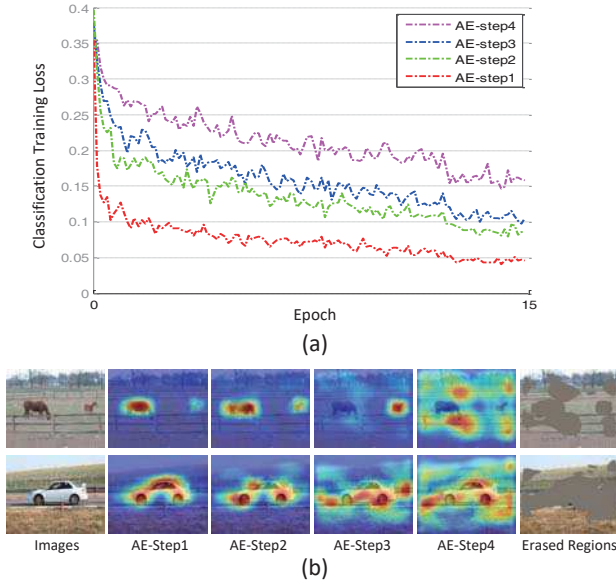 0.4
0.35
0.3
0.25
0.2
0.15
0.1
0.05
0
Classification Training Loss
AE-step4
AE-step3
AE-step2
AE-step1
0
15
Epoch
(a)
Images
AE-Step1
AE-Step2
AE-Step3
AE-Step4
Erased Regions
(b)